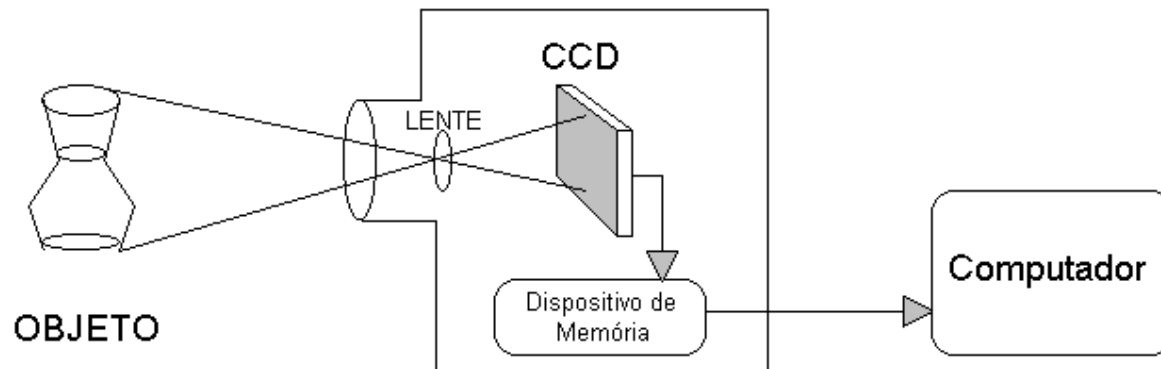 CCD
LENTE
OBJETO
Dispositivo de
Memória
Computador